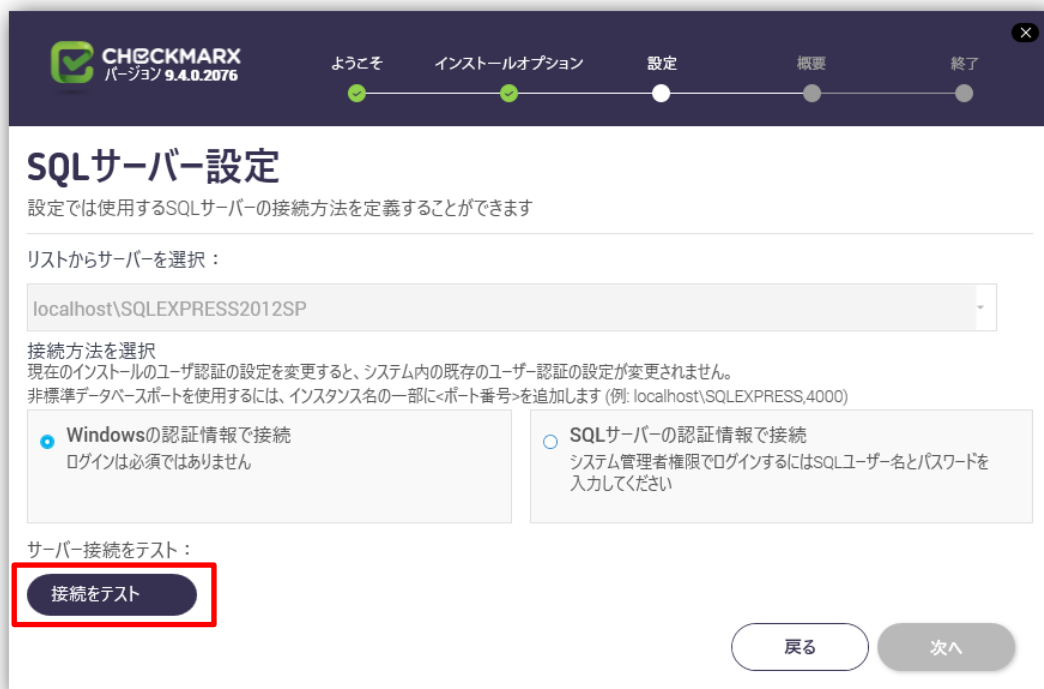 CHECKMARX
バージョン 9.4.0.2076
ようこそ
インストールオプション
設定
概要
終了
SQLサーバー設定
設定では使用するSQLサーバーの接続方法を定義することができます
リストからサーバーを選択：
localhost\SQLEXPRESS2012SP
接続方法を選択
現在のインストールのユーザ認証の設定を変更すると、システム内の既存のユーザー認証の設定が変更されません。
非標準データベースポートを使用するには、インスタンス名の一部に<ポート番号>を追加します (例: localhost\SQLEXPRESS,4000)
Windowsの認証情報で接続
ログインは必須ではありません
SQLサーバーの認証情報で接続
システム管理者権限でログインするにはSQLユーザー名とパスワードを
入力してください
サーバー接続をテスト：
接続をテスト
戻る
次へ